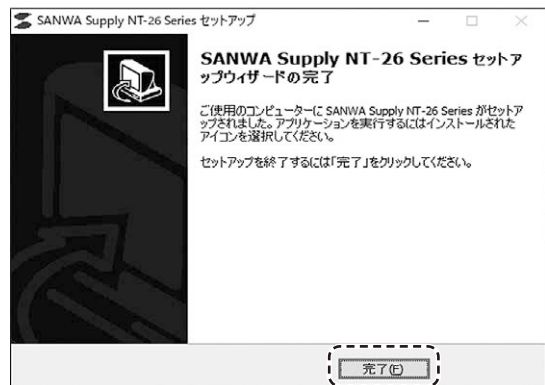 SANWA Supply NT-26 Series セットアップ
SANWA Supply NT-26 Series セットア
ップウィザードの完了
ご使用のコンピューターに SANWA Supply NT-26 Series がセットア
ップされました。アプリケーションを実行するにはインストールされた
アイコンを選択してください。
セットアップを終了するには「完了」をクリックしてください。
完了(F)